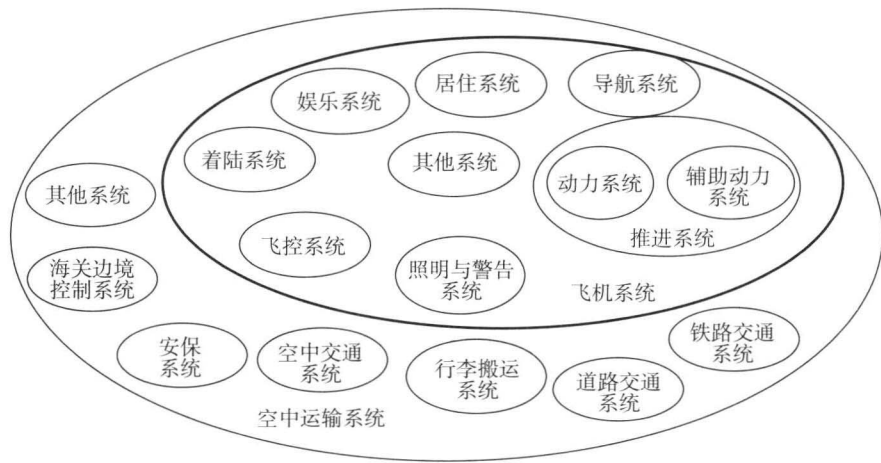 居住系统
导航系统
娱乐系统
着陆系统
其他系统
动力系统
辅助动力
系统
推进系统
其他系统
飞控系统
照明与警告
系统
飞机系统
海关边境
控制系统
安保
系统
空中交通
系统
行李搬运
系统
道路交通
系统
铁路交通
系统
空中运输系统